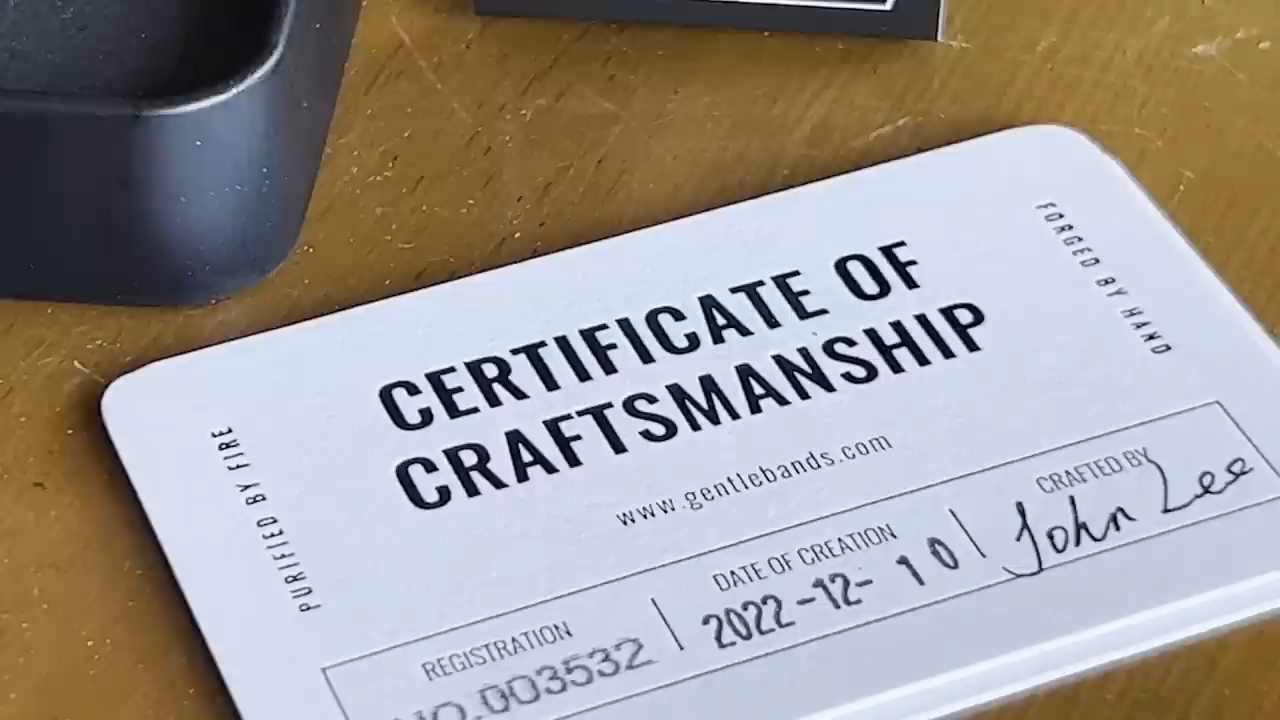 CERTIFICATE OF
CRAFTSMANSHIP
www.gentlebands.com
PURIFIED BY FIRE
FORGED BY HAND
REGISTRATION
NO.003532
DATE OF CREATION
2022-12-10
CRAFTED BY
John Lee